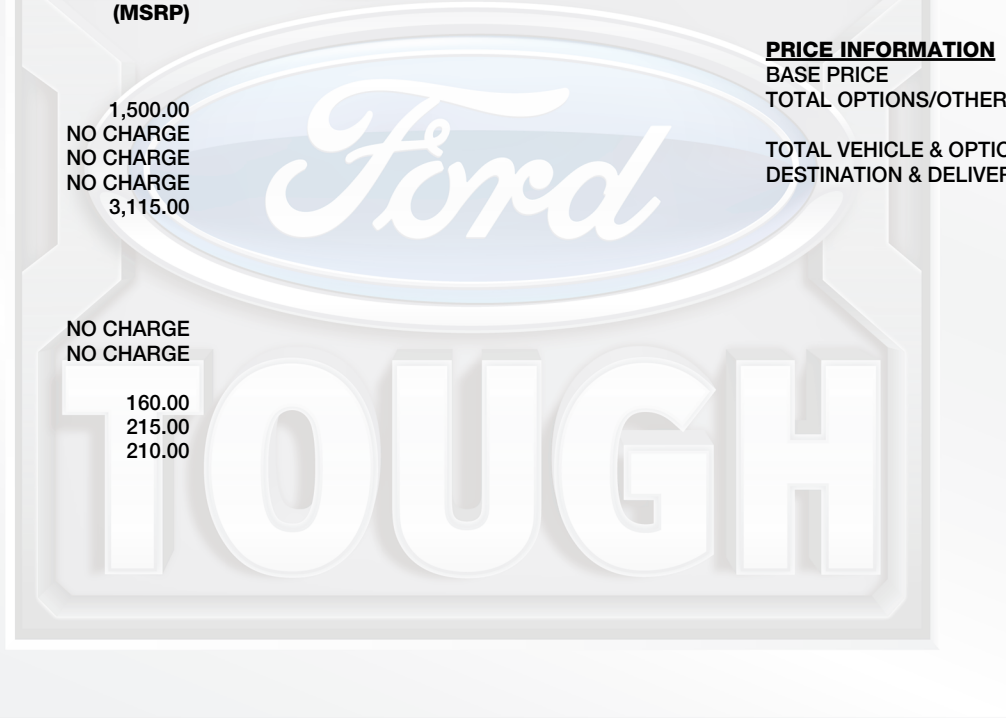 (MSRP)
1,500.00
NO CHARGE
NO CHARGE
NO CHARGE
3,115.00
NO CHARGE
NO CHARGE
160.00
215.00
210.00
PRICE INFORMATION
BASE PRICE
TOTAL OPTIONS/OTHER
TOTAL VEHICLE & OPTIO
DESTINATION & DELIVER
Ford
TOUGH